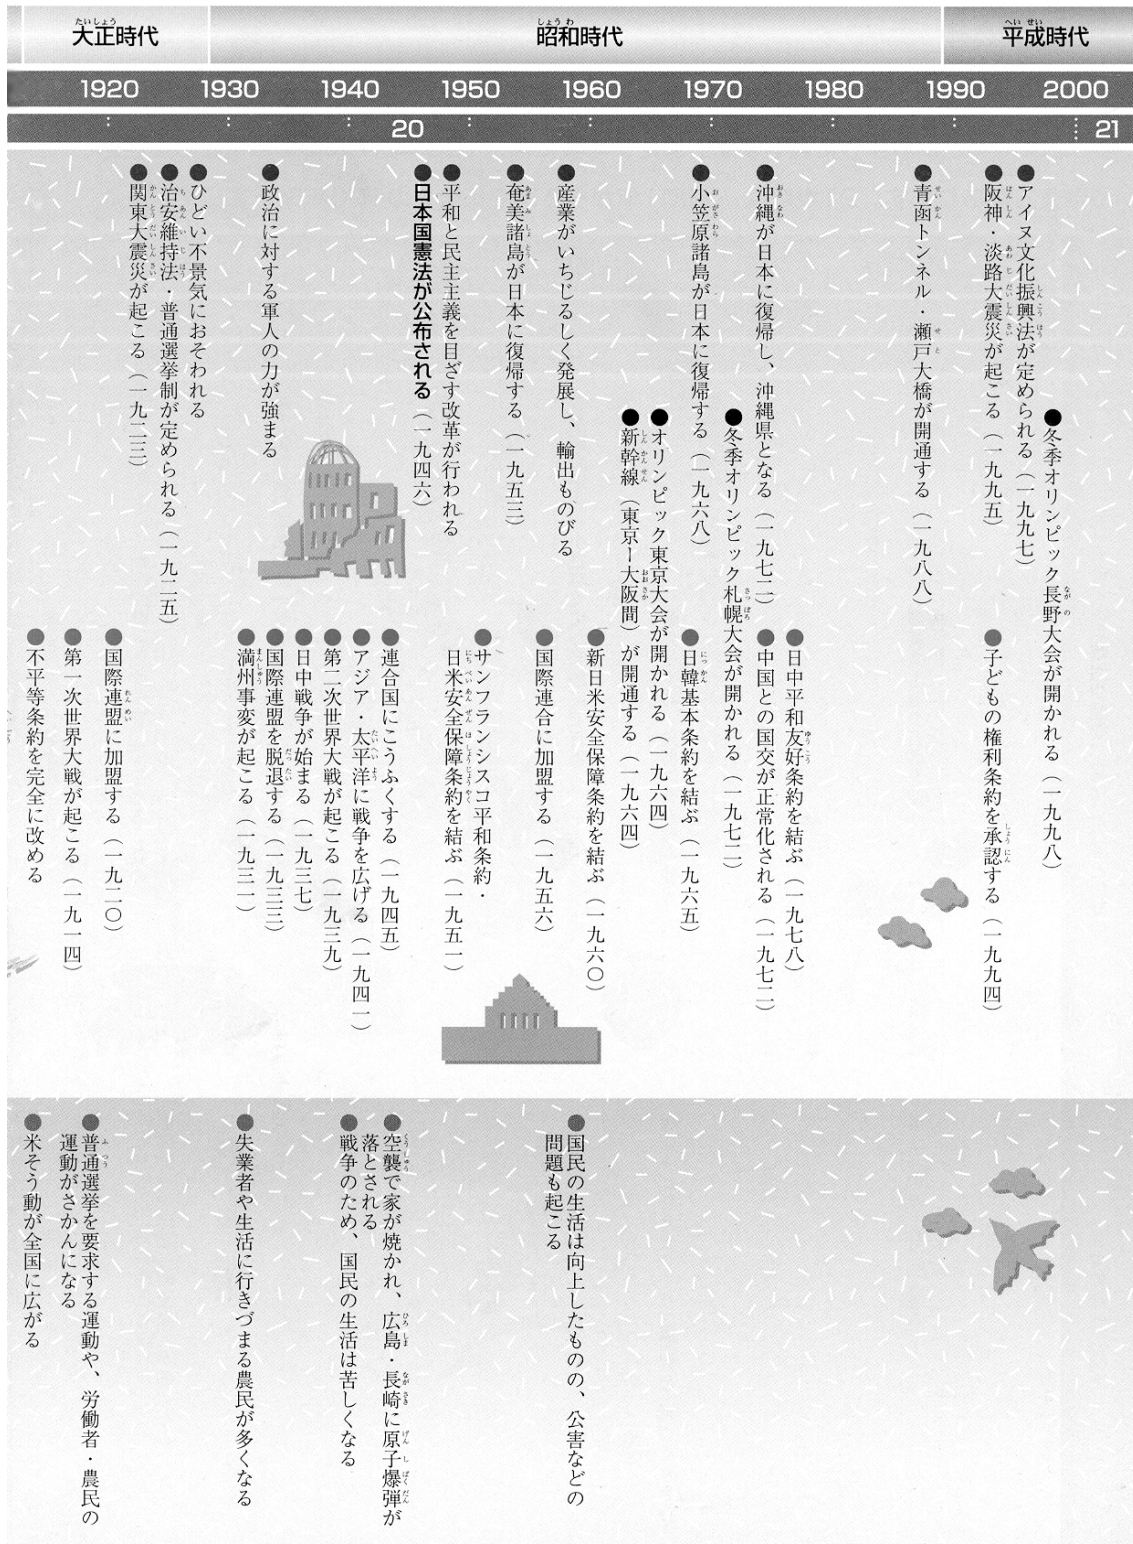 大正時代 昭和時代 平成時代
1920 1930 1940 1950 1960 1970 1980 1990 2000
20 21
●冬季オリンピック長野大会が開かれる（一九九八）
●アイヌ文化振興法が定められる（一九九七）
●阪神・淡路大震災が起こる（一九九五）
●青函トンネル・瀬戸大橋が開通する（一九八八）
●沖縄が日本に復帰し、沖縄県となる（一九七二）
●冬季オリンピック札幌大会が開かれる（一九七二）
●小笠原諸島が日本に復帰する（一九六八）
●オリンピック東京大会が開かれる（一九六四）
●新幹線（東京ー大阪間）が開通する（一九六四）
●産業がいちじるしく発展し、輸出ものびる
●奄美諸島が日本に復帰する（一九五三）
●平和と民主主義を目ざす改革が行われる
●日本国憲法が公布される（一九四六）
●政治に対する軍人の力が強まる
●ひどい不景気におそわれる
●治安維持法・普通選挙制が定められる（一九二五）
●関東大震災が起こる（一九二三）
●子どもの権利条約を承認する（一九九四）
●日中平和友好条約を結ぶ（一九七八）
●中国との国交が正常化される（一九七二）
●日韓基本条約を結ぶ（一九六五）
●新日米安全保障条約を結ぶ（一九六〇）
●国際連合に加盟する（一九五六）
●サンフランシスコ平和条約・
日米安全保障条約を結ぶ（一九五一）
●連合国にこうふくする（一九四五）
●アジア・太平洋に戦争を広げる（一九四一）
●第二次世界大戦が起こる（一九三九）
●日中戦争が始まる（一九三七）
●国際連盟を脱退する（一九三三）
●満州事変が起こる（一九三一）
●国際連盟に加盟する（一九二〇）
●第一次世界大戦が起こる（一九一四）
●不平等条約を完全に改める
●国民の生活は向上したものの、公害などの
問題も起こる
●空襲で家が焼かれ、広島・長崎に原子爆弾が
落とされる
●戦争のため、国民の生活は苦しくなる
●失業者や生活に行きづまる農民が多くなる
●普通選挙を要求する運動や、労働者・農民の
運動がさかんになる
●米そう動が全国に広がる